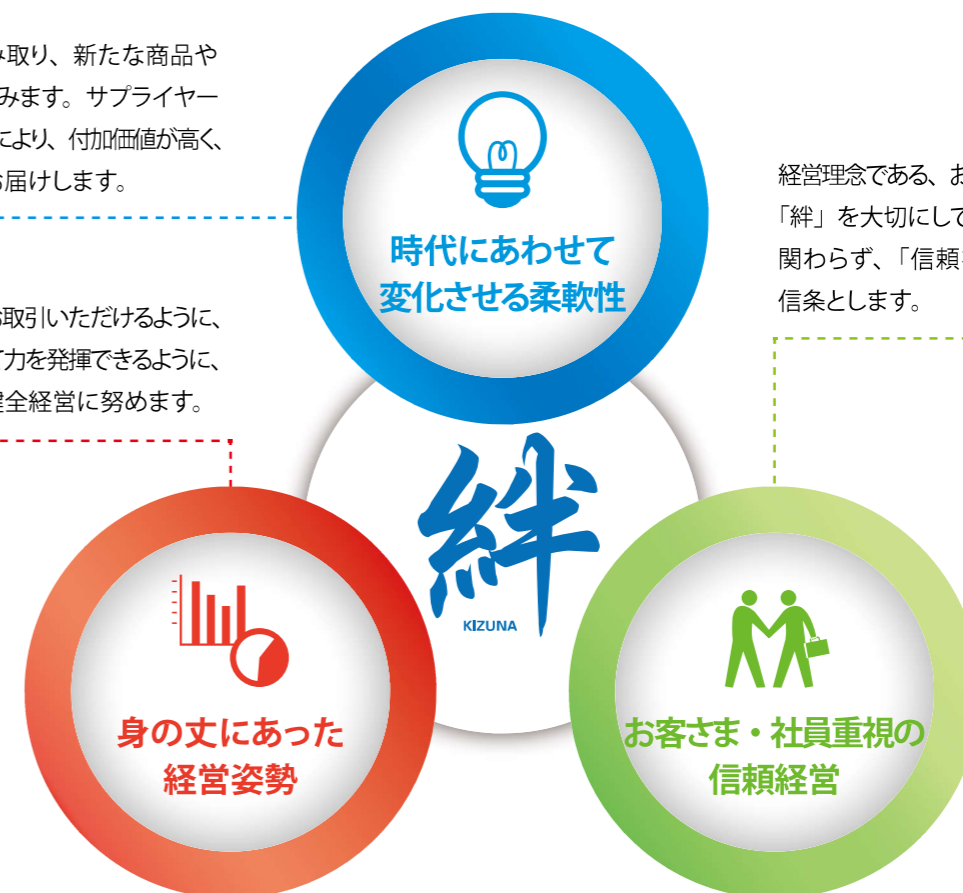 み取り、新たな商品や
みます。サプライヤー
により、付加価値が高く、
お届けします。
時代にあわせて
変化させる柔軟性
経営理念である、お
「絆」を大切にして
関わらず、「信頼
信条とします。
お取引いただけるように、
て力を発揮できるように、
健全経営に努めます。
絆
KIZUNA
身の丈にあった
経営姿勢
お客さま・社員重視の
信頼経営